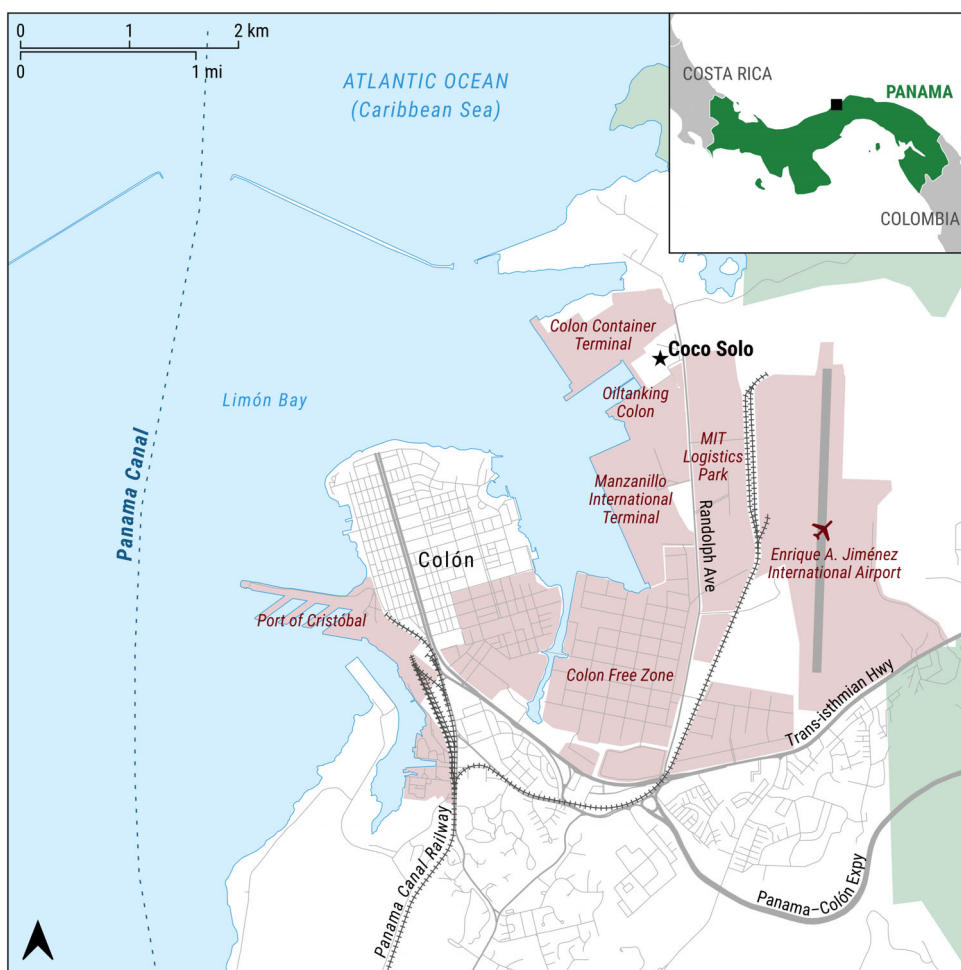 0 1 2 km
0 1 mi
ATLANTIC OCEAN
(Caribbean Sea)
COSTA RICA
PANAMA
COLOMBIA
Colon Container
Terminal
Coco Solo
Oiltanking
Colon
Limón Bay
Panama Canal
MIT
Logistics
Park
Manzanillo
International
Terminal
Randolph Ave
Enrique A. Jiménez
International Airport
Colón
Port of Cristóbal
Colon Free Zone
Trans-isthmian Hwy
Panama Canal Railway
Panama–Colón Expy